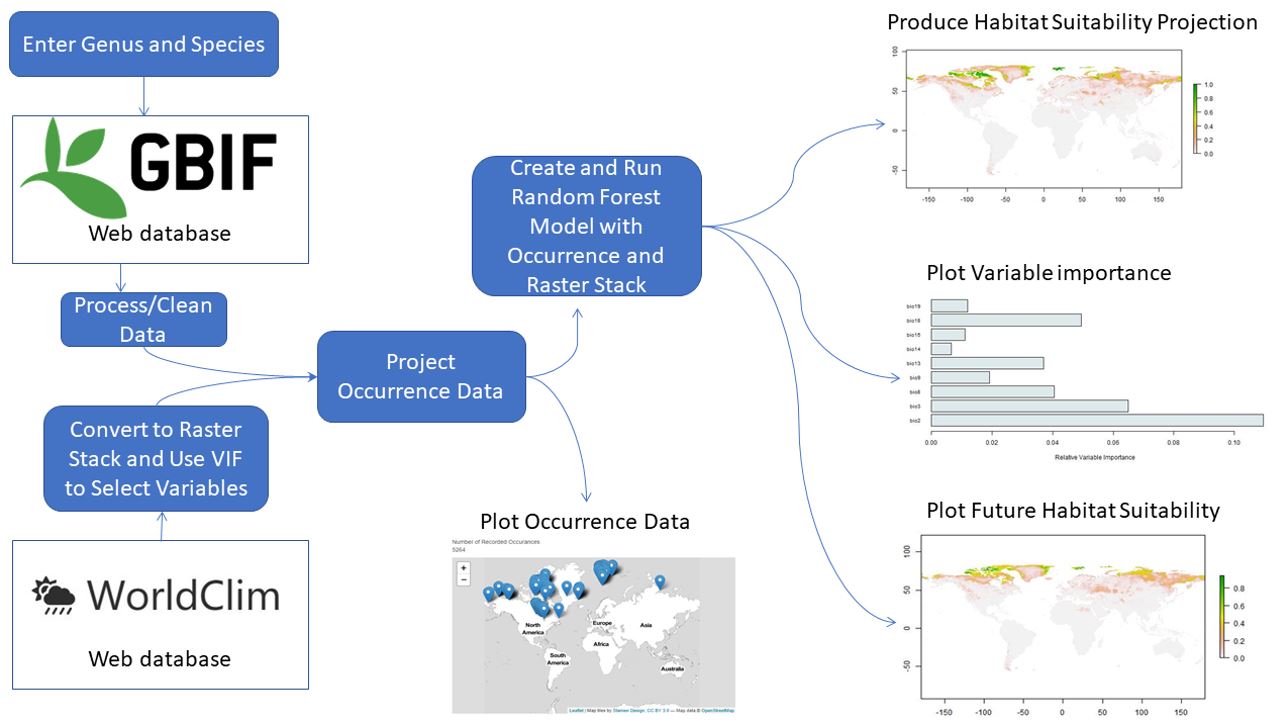 Enter Genus and Species
GBIF
Web database
Process/Clean
Data
Convert to Raster
Stack and Use VIF
to Select Variables
WorldClim
Web database
Project
Occurrence Data
Create and Run
Random Forest
Model with
Occurrence and
Raster Stack
Plot Occurrence Data
Number of Recorded Occurances
5264
+
−
North
America
South
America
Europe
Africa
Asia
Australia
Leaflet | Map tiles by Stamen Design, CC BY 3.0 — Map data © OpenStreetMap
Produce Habitat Suitability Projection
100
50
0
-50
-150 -100 -50 0 50 100 150
1.0
0.8
0.6
0.4
0.2
0.0
Plot Variable importance
bio19
bio18
bio15
bio14
bio13
bio9
bio8
bio3
bio2
0.00 0.02 0.04 0.06 0.08 0.10
Relative Variable Importance
Plot Future Habitat Suitability
100
50
0
-50
-150 -100 -50 0 50 100 150
0.8
0.6
0.4
0.2
0.0